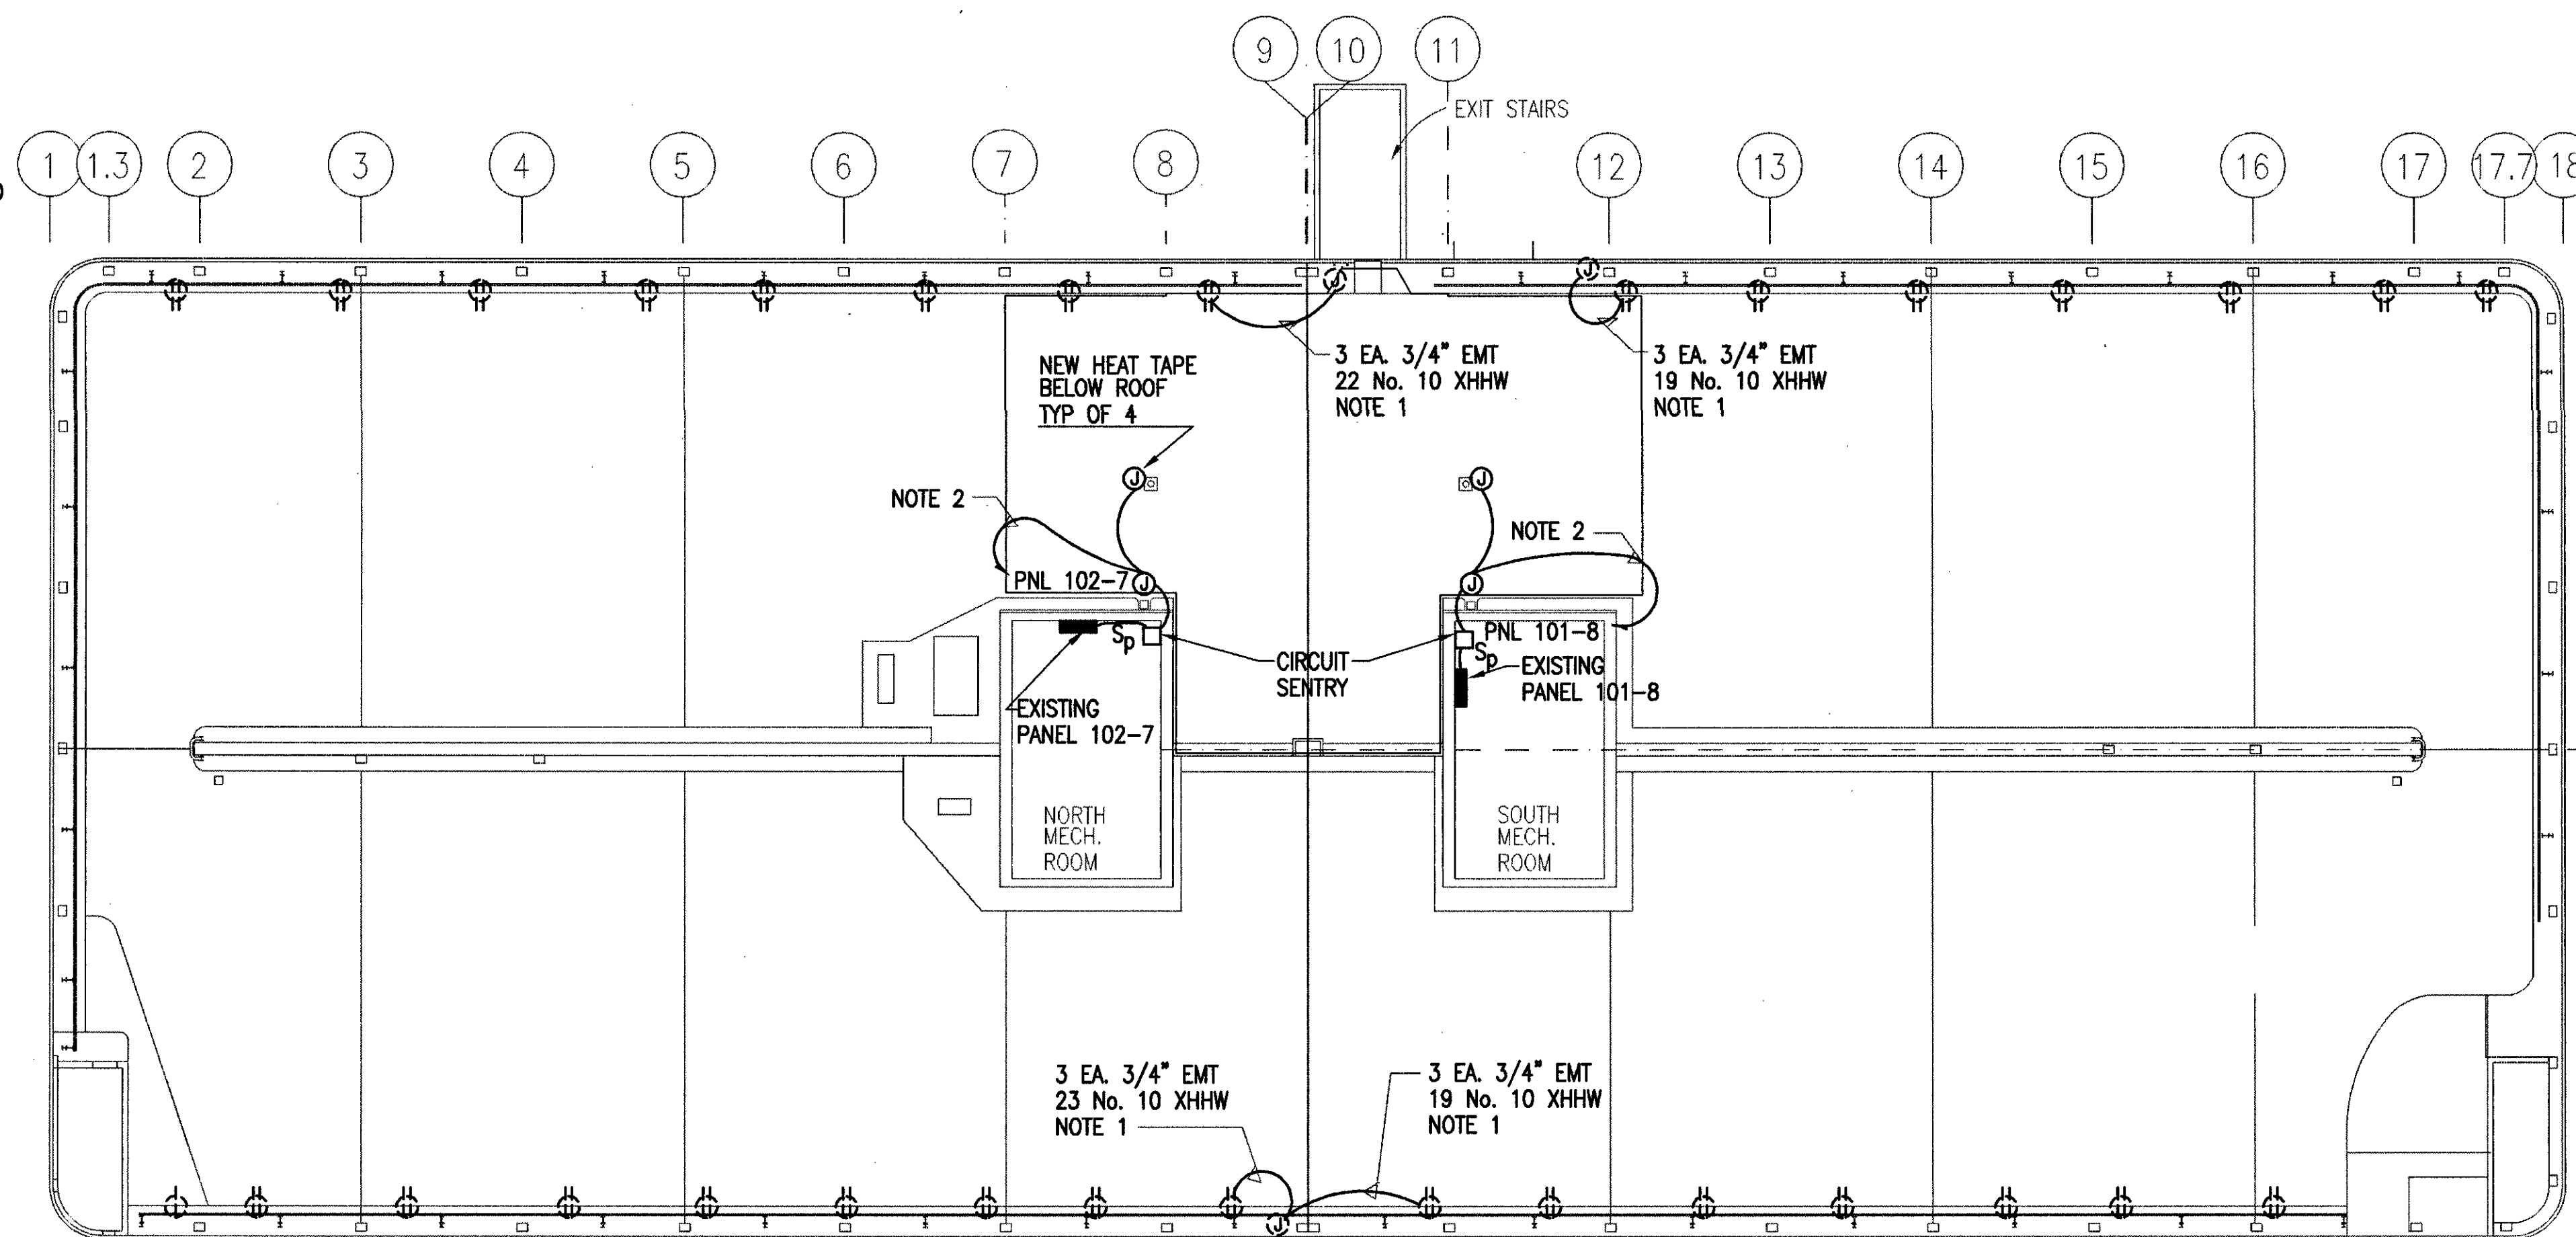 9 10 11
EXIT STAIRS
1 1.3 2 3 4 5 6 7 8 12 13 14 15 16 17 17.7 18
J J
3 EA. 3/4" EMT
22 No. 10 XHHW
NOTE 1
3 EA. 3/4" EMT
19 No. 10 XHHW
NOTE 1
NEW HEAT TAPE
BELOW ROOF
TYP OF 4
J J
NOTE 2
NOTE 2
PNL 102-7
J J
Sp
PNL 101-8
Sp
CIRCUIT
SENTRY
EXISTING
PANEL 101-8
EXISTING
PANEL 102-7
NORTH
MECH.
ROOM
SOUTH
MECH.
ROOM
3 EA. 3/4" EMT
23 No. 10 XHHW
NOTE 1
3 EA. 3/4" EMT
19 No. 10 XHHW
NOTE 1
J